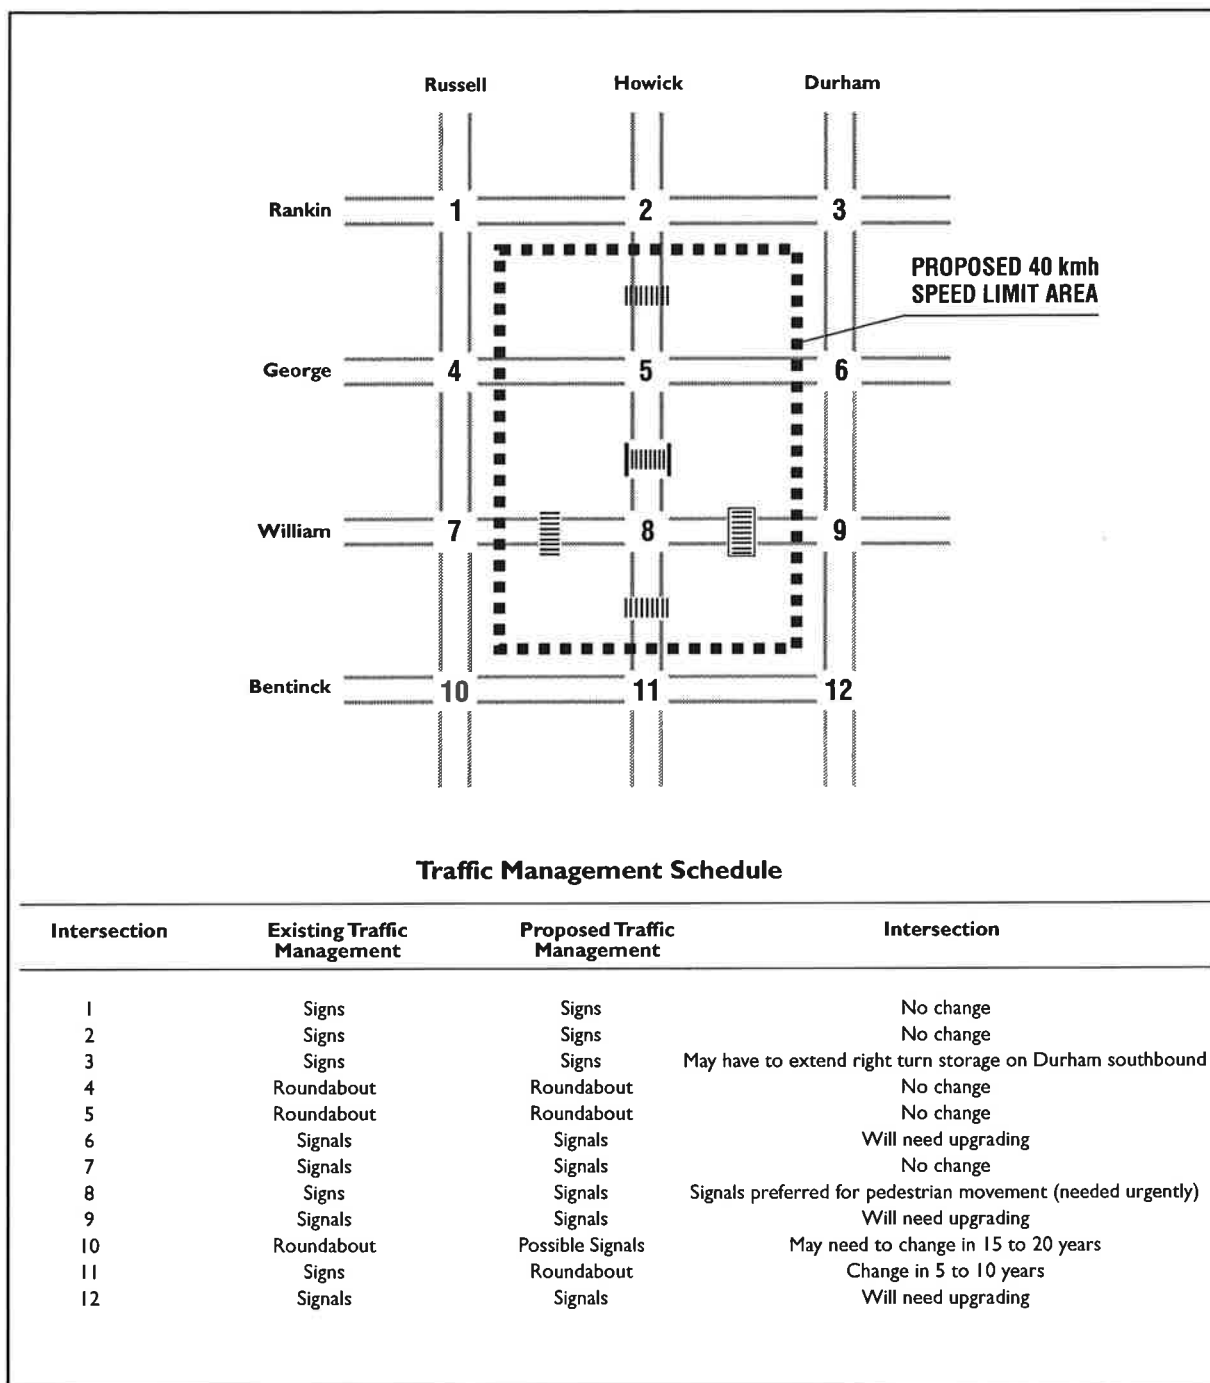 Russell Howick Durham
Rankin 1 2 3
PROPOSED 40 kmh
SPEED LIMIT AREA
George 4 5 6
William 7 8 9
Bentinck 10 11 12
Traffic Management Schedule
Intersection Existing Traffic Management Proposed Traffic Management Intersection
1 Signs Signs No change
2 Signs Signs No change
3 Signs Signs May have to extend right turn storage on Durham southbound
4 Roundabout Roundabout No change
5 Roundabout Roundabout No change
6 Signals Signals Will need upgrading
7 Signals Signals No change
8 Signs Signals Signals preferred for pedestrian movement (needed urgently)
9 Signals Signals Will need upgrading
10 Roundabout Possible Signals May need to change in 15 to 20 years
11 Signs Roundabout Change in 5 to 10 years
12 Signals Signals Will need upgrading